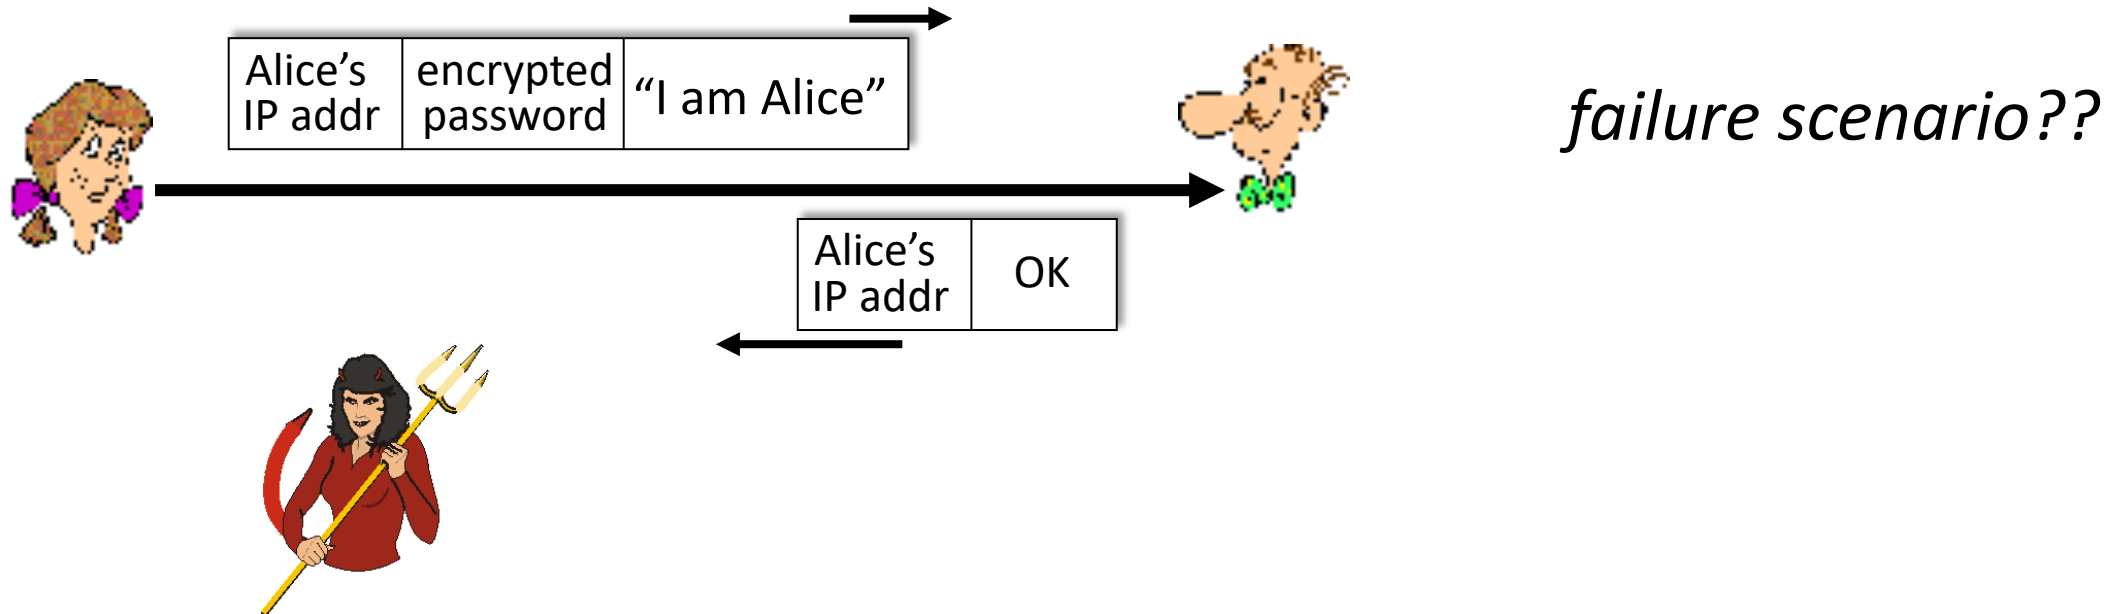 Alice’s
IP addr
encrypted
password
“I am Alice”
failure scenario??
Alice’s
IP addr
OK